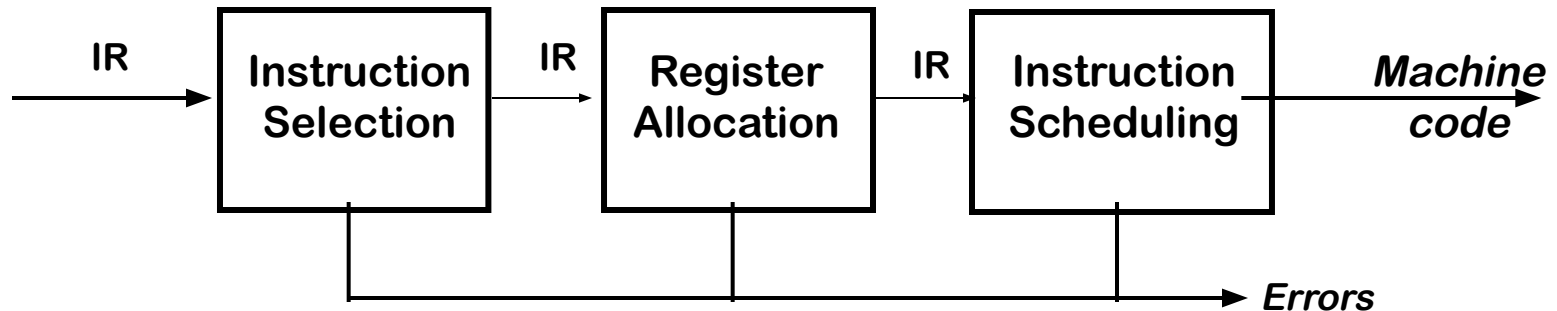 IR
Instruction
Selection
IR
Register
Allocation
IR
Instruction
Scheduling
Machine
code
Errors